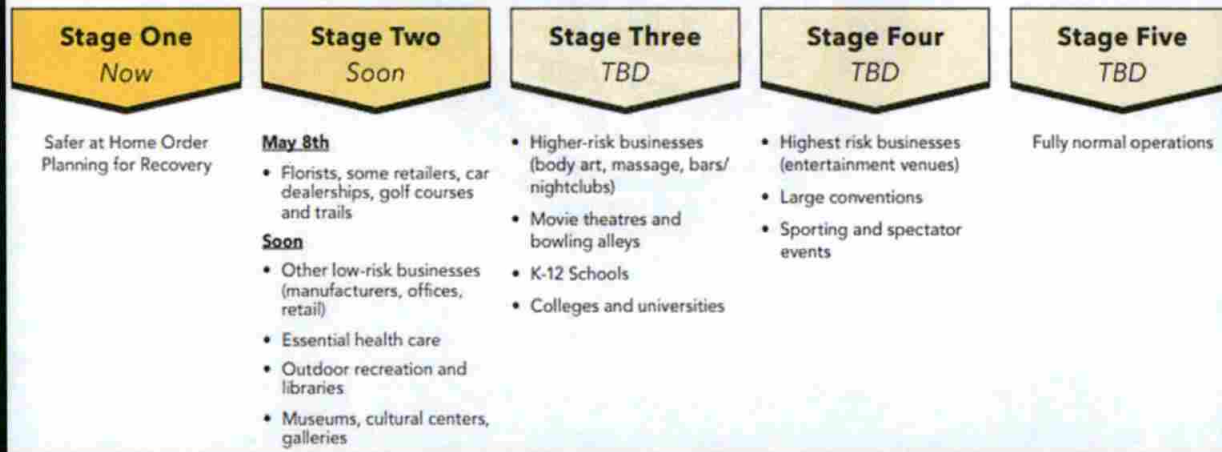 Stage One
Now
Safer at Home Order
Planning for Recovery
Stage Two
Soon
May 8th
• Florists, some retailers, car
dealerships, golf courses
and trails
Soon
• Other low-risk businesses
(manufacturers, offices,
retail)
• Essential health care
• Outdoor recreation and
libraries
• Museums, cultural centers,
galleries
Stage Three
TBD
• Higher-risk businesses
(body art, massage, bars/
nightclubs)
• Movie theatres and
bowling alleys
• K-12 Schools
• Colleges and universities
Stage Four
TBD
• Highest risk businesses
(entertainment venues)
• Large conventions
• Sporting and spectator
events
Stage Five
TBD
Fully normal operations